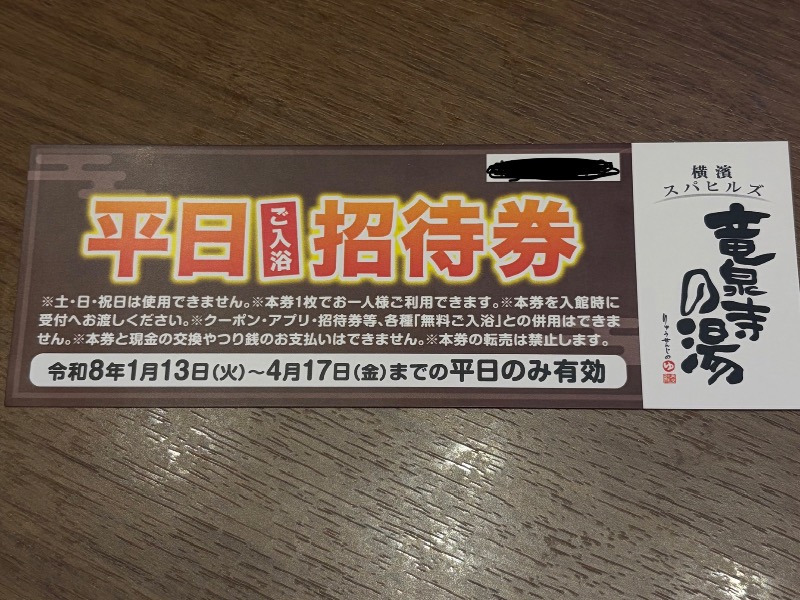 平日ご入浴招待券
※土・日・祝日は使用できません。※本券1枚でお一人様ご利用できます。※本券を入館時に
受付へお渡しください。※クーポン・アプリ・招待券等、各種「無料ご入浴」との併用はできま
せん。※本券と現金の交換やつり銭のお支払いはできません。※本券の転売は禁止します。
令和8年1月13日(火)～4月17日(金)までの平日のみ有効
横濱
スパヒルズ
竜泉寺
の湯
りゅうせんじの
ゆ